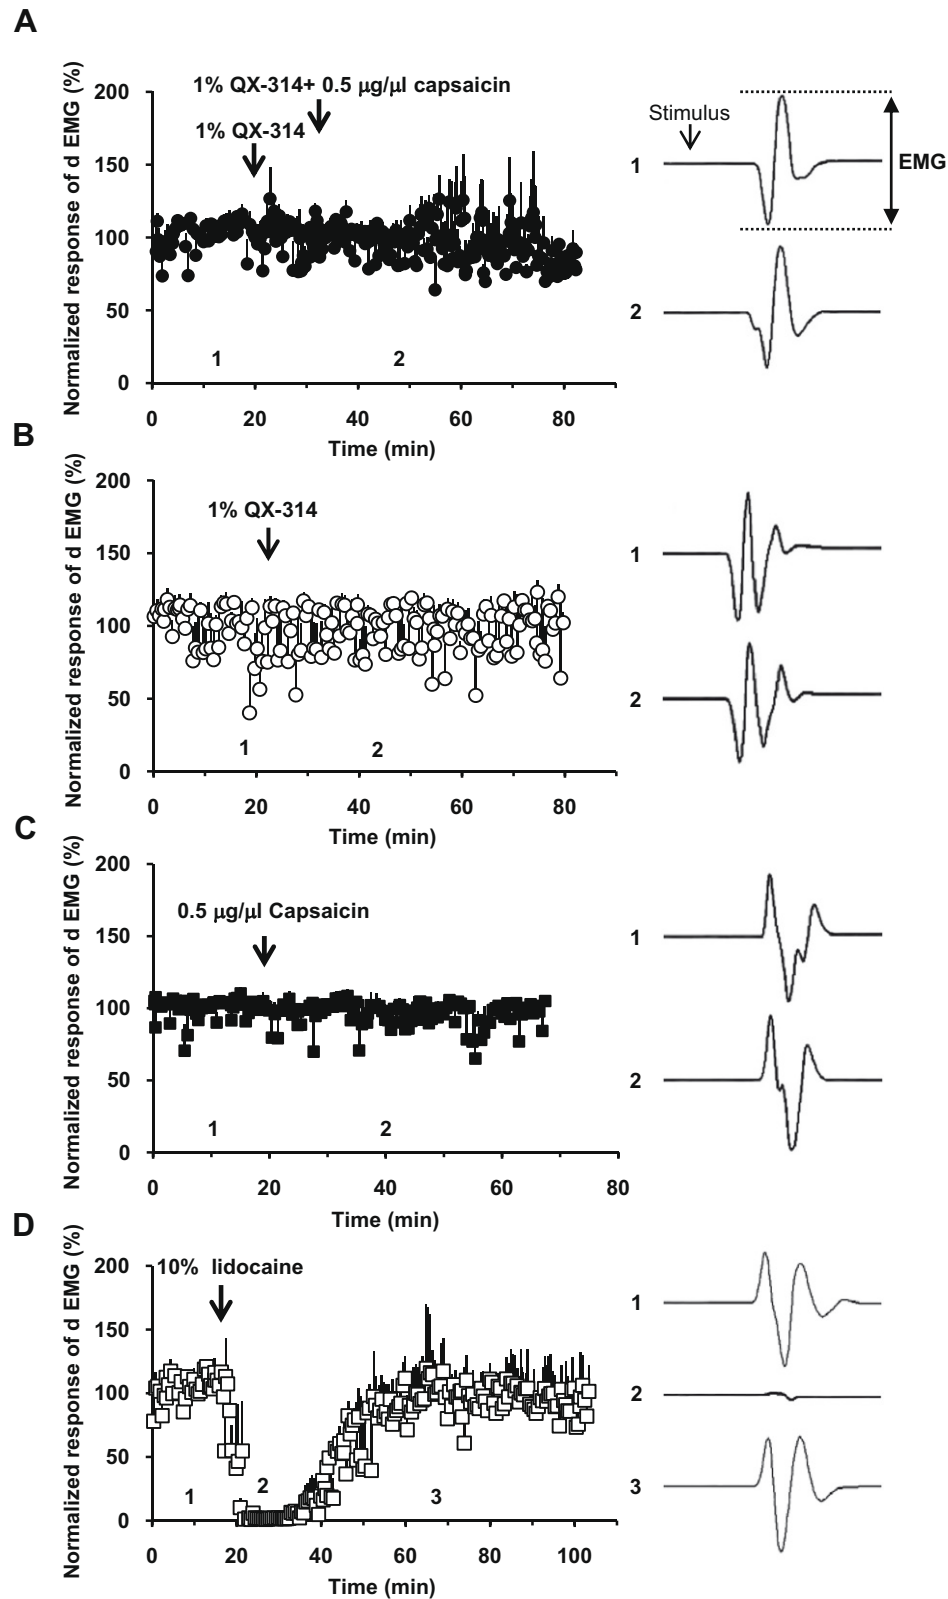 A
Normalized response of d EMG (%)
200
150
100
50
0
1% QX-314+ 0.5 µg/µl capsaicin
1% QX-314
1
2
0 20 40 60 80
Time (min)
Stimulus
1
EMG
2
B
Normalized response of d EMG (%)
200
150
100
50
0
1% QX-314
1
2
0 20 40 60 80
Time (min)
1
2
C
Normalized response of d EMG (%)
200
150
100
50
0
0.5 µg/µl Capsaicin
1
2
0 20 40 60 80
Time (min)
1
2
D
Normalized response of d EMG (%)
200
150
100
50
0
10% lidocaine
1
2
3
0 20 40 60 80 100
Time (min)
1
2
3